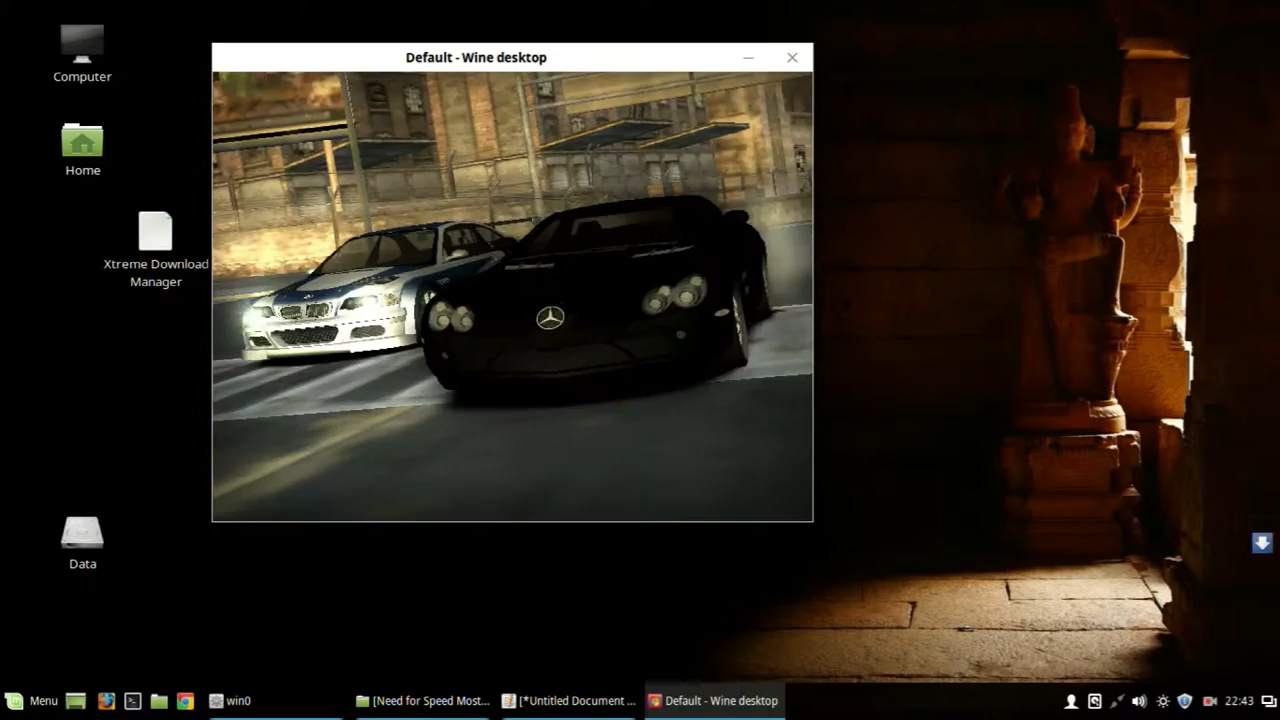 Computer
Home
Xtreme Download
Manager
Data
Default - Wine desktop
Menu
win0
[Need for Speed Most...
[*Untitled Document ...
Default - Wine desktop
22:43